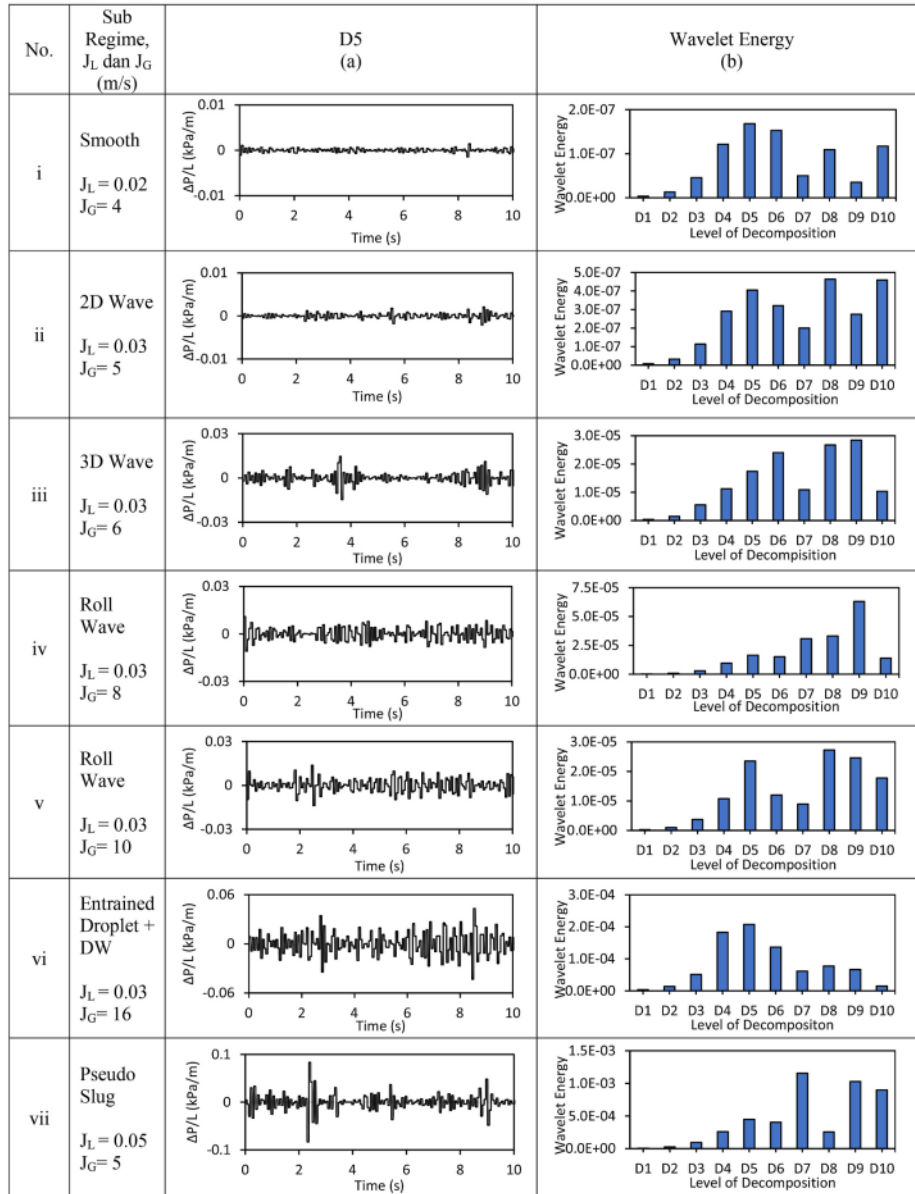 No.
Sub
Regime,
J_L dan J_G
(m/s)
D5
(a)
Wavelet Energy
(b)
i
Smooth
J_L = 0.02
J_G= 4
ΔP/L (kPa/m)
0.01
0
-0.01
0 2 4 6 8 10
Time (s)
Wavelet Energy
2.0E-07
1.0E-07
0.0E+00
D1 D2 D3 D4 D5 D6 D7 D8 D9 D10
Level of Decomposition
ii
2D Wave
J_L = 0.03
J_G= 5
ΔP/L (kPa/m)
0.01
0
-0.01
0 2 4 6 8 10
Time (s)
Wavelet Energy
5.0E-07
4.0E-07
3.0E-07
2.0E-07
1.0E-07
0.0E+00
D1 D2 D3 D4 D5 D6 D7 D8 D9 D10
Level of Decomposition
iii
3D Wave
J_L = 0.03
J_G= 6
ΔP/L (kPa/m)
0.03
0
-0.03
0 2 4 6 8 10
Time (s)
Wavelet Energy
3.0E-05
2.0E-05
1.0E-05
0.0E+00
D1 D2 D3 D4 D5 D6 D7 D8 D9 D10
Level of Decompisition
iv
Roll
Wave
J_L = 0.03
J_G= 8
ΔP/L (kPa/m)
0.03
0
-0.03
0 2 4 6 8 10
Time (s)
Wavelet Energy
7.5E-05
5.0E-05
2.5E-05
0.0E+00
D1 D2 D3 D4 D5 D6 D7 D8 D9 D10
Level of Decomposition
v
Roll
Wave
J_L = 0.03
J_G= 10
ΔP/L (kPa/m)
0.03
0
-0.03
0 2 4 6 8 10
Time (s)
Wavelet Energy
3.0E-05
2.0E-05
1.0E-05
0.0E+00
D1 D2 D3 D4 D5 D6 D7 D8 D9 D10
Level of Decomposition
vi
Entrained
Droplet +
DW
J_L = 0.03
J_G= 16
ΔP/L (kPa/m)
0.06
0
-0.06
0 2 4 6 8 10
Time (s)
Wavelet Energy
3.0E-04
2.0E-04
1.0E-04
0.0E+00
D1 D2 D3 D4 D5 D6 D7 D8 D9 D10
Level of Decompositon
vii
Pseudo
Slug
J_L = 0.05
J_G= 5
ΔP/L (kPa/m)
0.1
0
-0.1
0 2 4 6 8 10
Time (s)
Wavelet Energy
1.5E-03
1.0E-03
5.0E-04
0.0E+00
D1 D2 D3 D4 D5 D6 D7 D8 D9 D10
Level of Decomposition